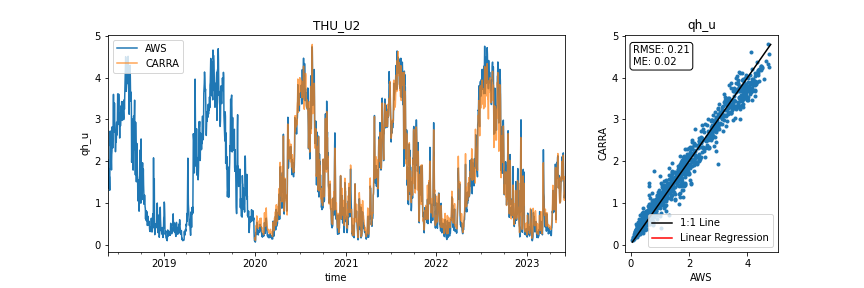 THU_U2
qh_u
AWS
CARRA
5
4
3
2
1
0
qh_u
2019
2020
2021
2022
2023
time
RMSE: 0.21
ME: 0.02
5
4
3
2
1
0
CARRA
1:1 Line
Linear Regression
0
2
4
AWS